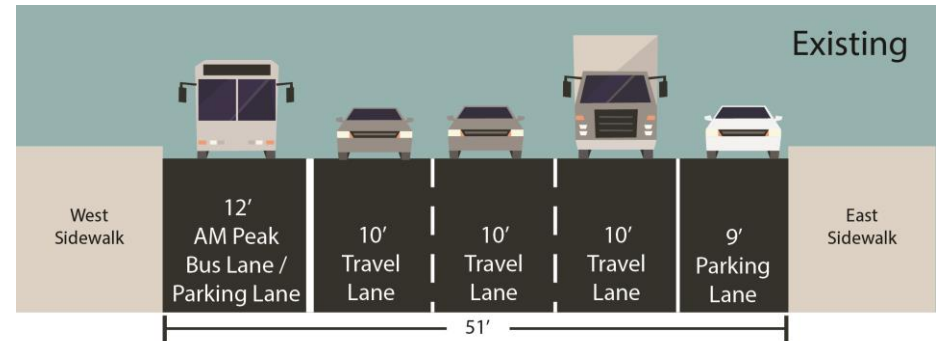 Existing
West
Sidewalk
12′
AM Peak
Bus Lane /
Parking Lane
10′
Travel
Lane
10′
Travel
Lane
10′
Travel
Lane
9′
Parking
Lane
East
Sidewalk
51′